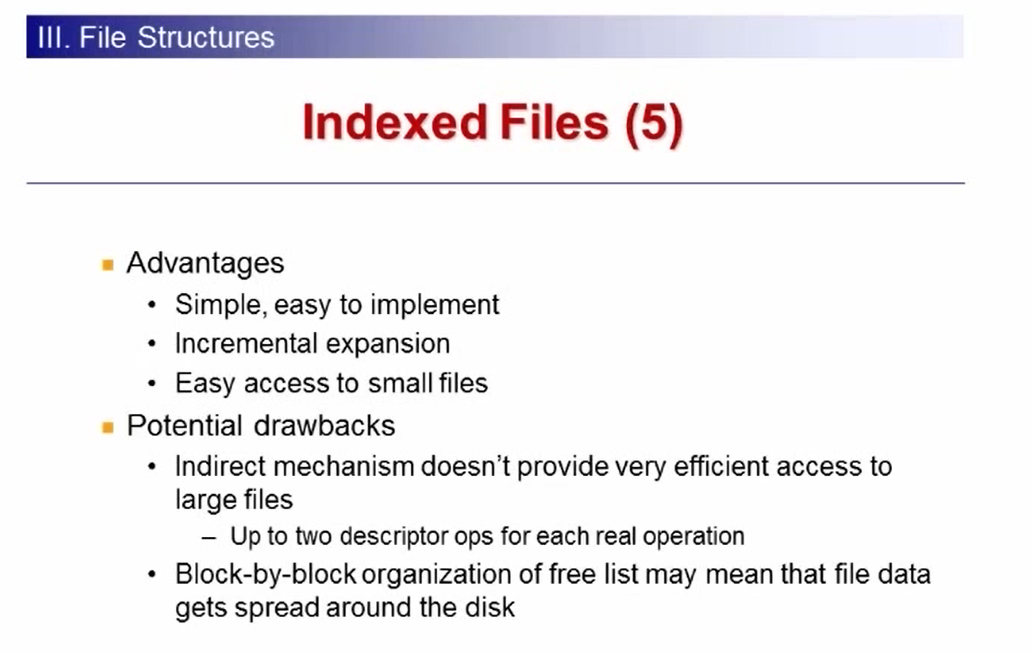 III. File Structures
Indexed Files (5)
Advantages
• Simple, easy to implement
• Incremental expansion
• Easy access to small files
Potential drawbacks
• Indirect mechanism doesn’t provide very efficient access to
large files
– Up to two descriptor ops for each real operation
• Block-by-block organization of free list may mean that file data
gets spread around the disk